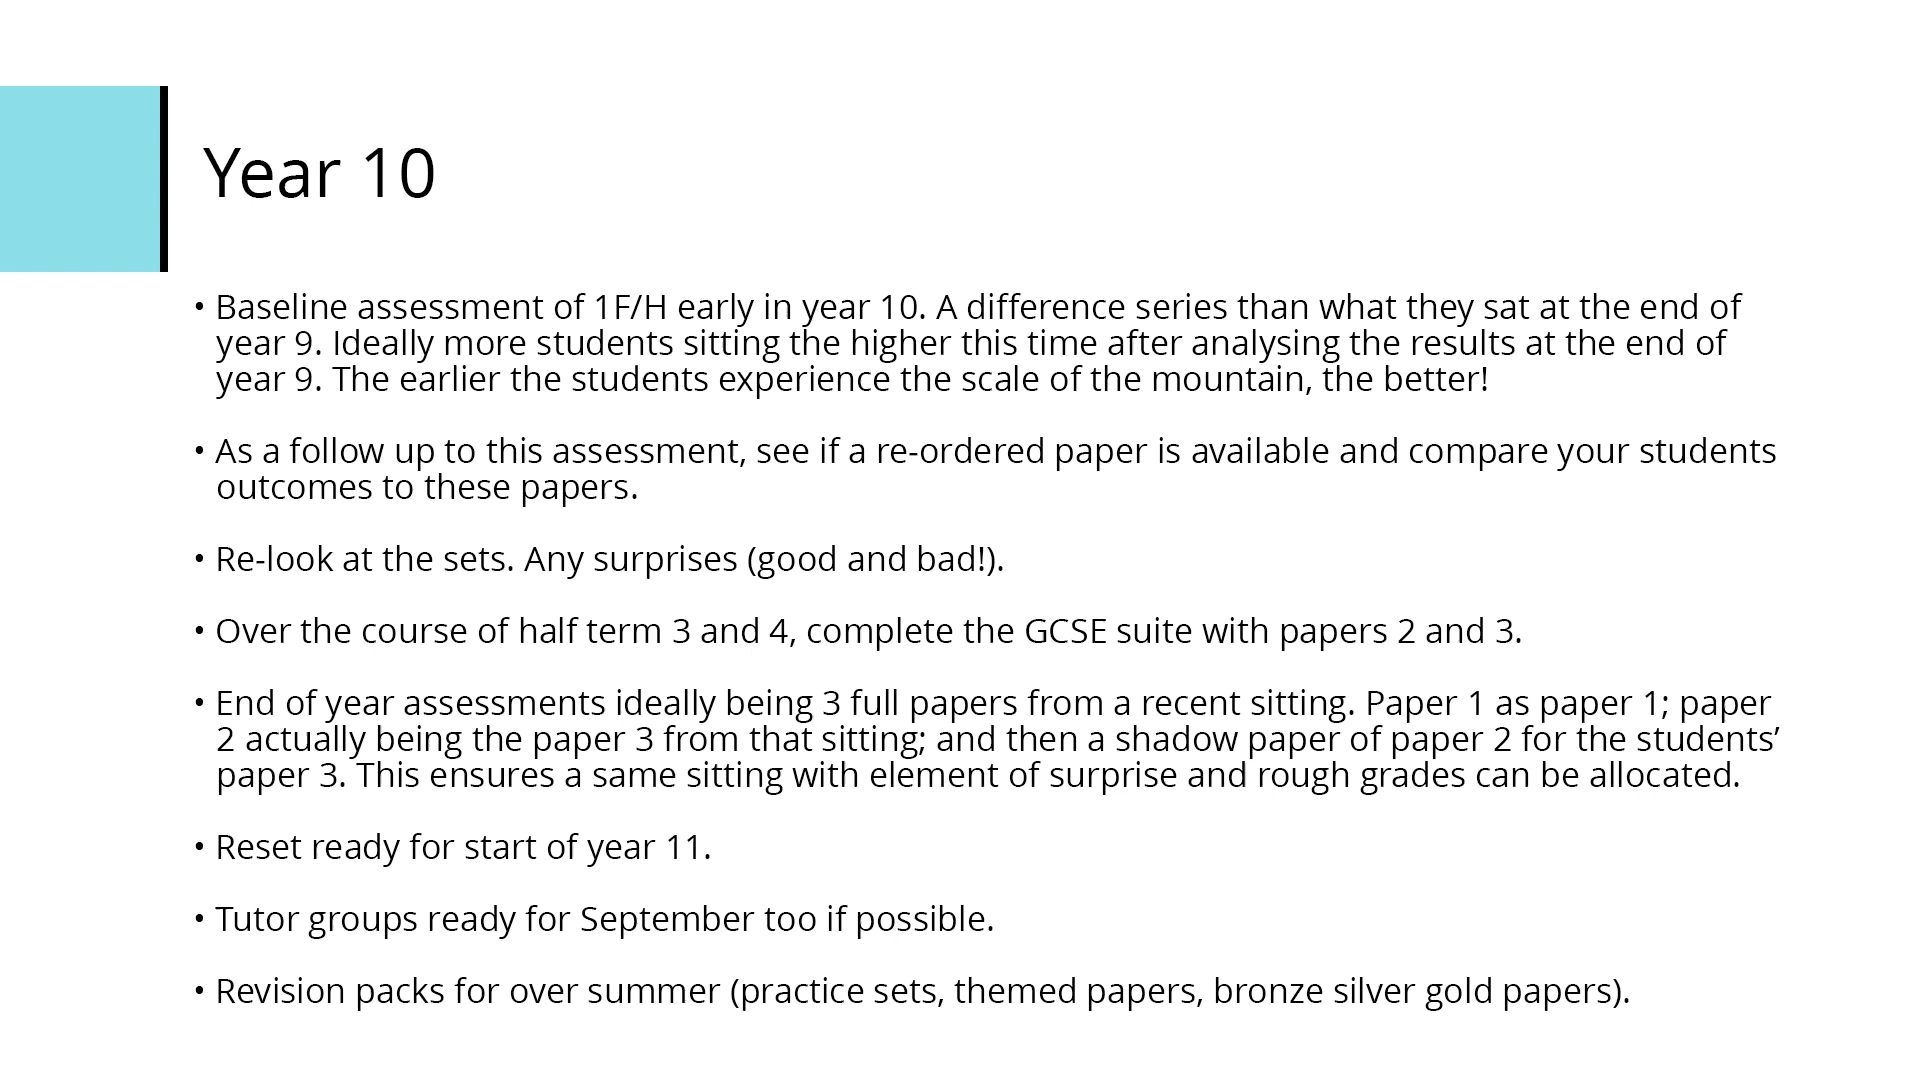 Year 10
• Baseline assessment of 1F/H early in year 10. A difference series than what they sat at the end of
year 9. Ideally more students sitting the higher this time after analysing the results at the end of
year 9. The earlier the students experience the scale of the mountain, the better!
• As a follow up to this assessment, see if a re-ordered paper is available and compare your students
outcomes to these papers.
• Re-look at the sets. Any surprises (good and bad!).
• Over the course of half term 3 and 4, complete the GCSE suite with papers 2 and 3.
• End of year assessments ideally being 3 full papers from a recent sitting. Paper 1 as paper 1; paper
2 actually being the paper 3 from that sitting; and then a shadow paper of paper 2 for the students’
paper 3. This ensures a same sitting with element of surprise and rough grades can be allocated.
• Reset ready for start of year 11.
• Tutor groups ready for September too if possible.
• Revision packs for over summer (practice sets, themed papers, bronze silver gold papers).